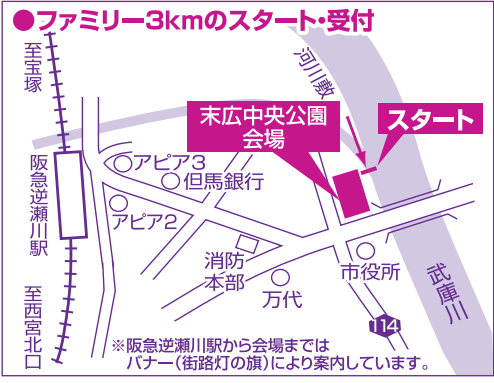 ●ファミリー3kmのスタート・受付
至宝塚
河川敷
末広中央公園
会場
スタート
アピア3
但馬銀行
阪急逆瀬川駅
アピア2
消防
本部
市役所
万代
武庫川
至西宮北口
114
※阪急逆瀬川駅から会場までは
バナー（街路灯の旗）により案内しています。